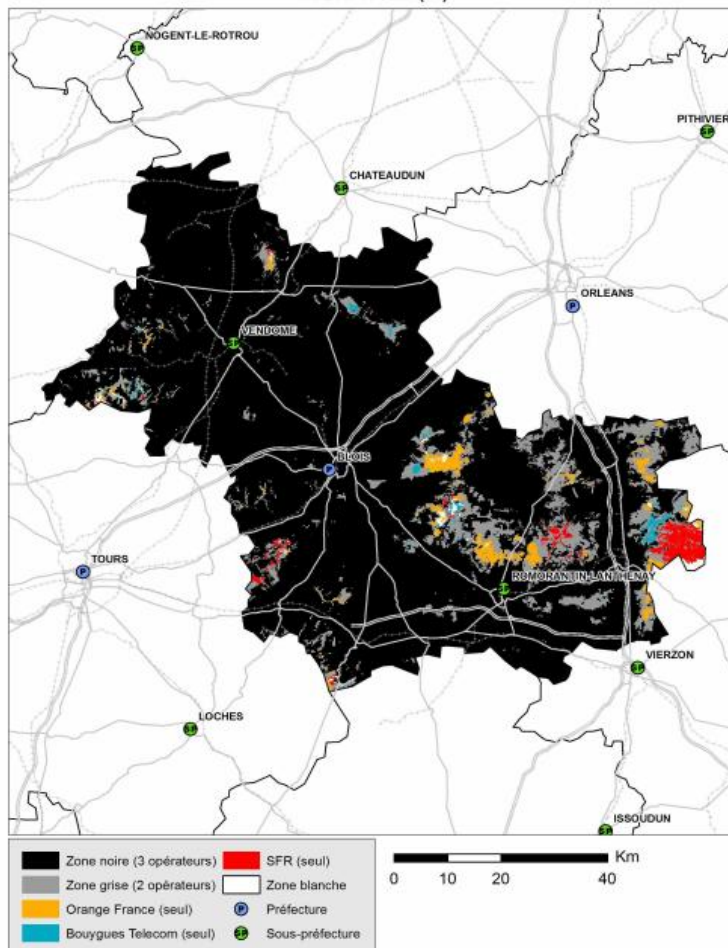 NOGENT-LE-ROTROU
PITHIVIER
CHATEAUDUN
ORLEANS
VENDOME
BLOIS
TOURS
ROMORANTIN-LANTHENAY
VIERZON
LOCHES
ISSOUDUN
Zone noire (3 opérateurs)
SFR (seul)
Km
Zone grise (2 opérateurs)
Zone blanche
0 10 20 40
Orange France (seul)
P Préfecture
Bouygues Telecom (seul)
SP Sous-préfecture